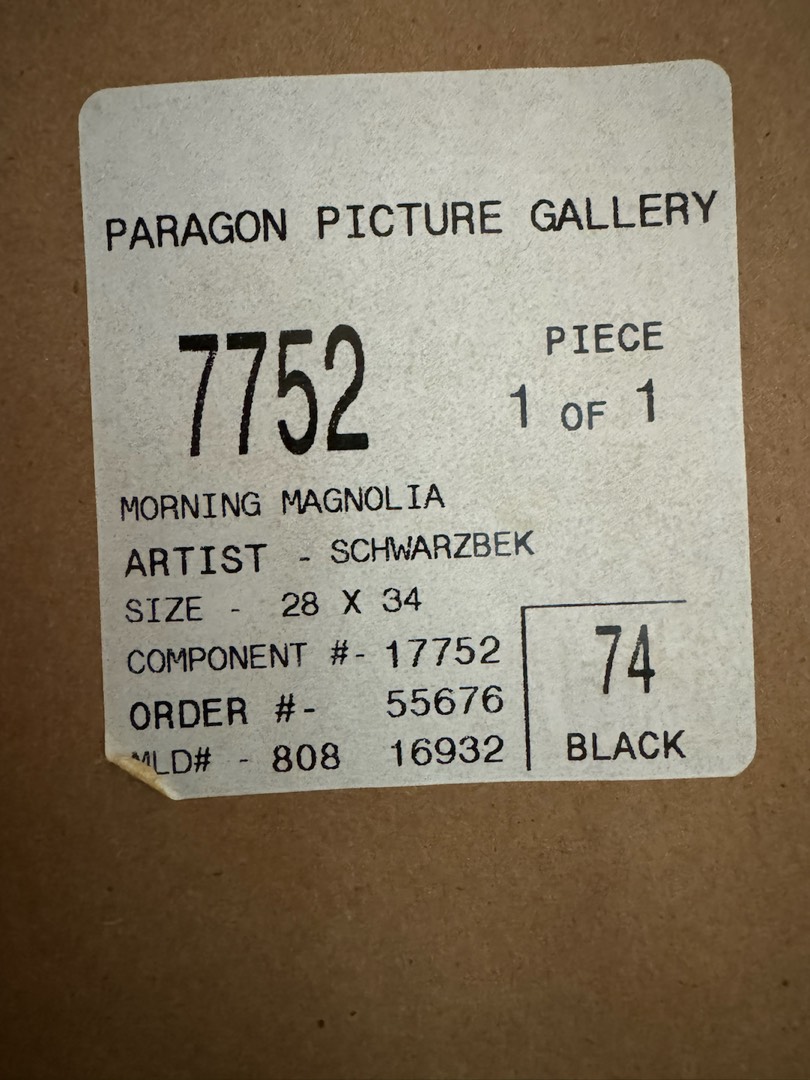 PARAGON PICTURE GALLERY
7752
PIECE
1 OF 1
MORNING MAGNOLIA
ARTIST - SCHWARZBEK
SIZE - 28 X 34
COMPONENT #- 17752
ORDER #- 55676
MLD# - 808 16932
74
BLACK